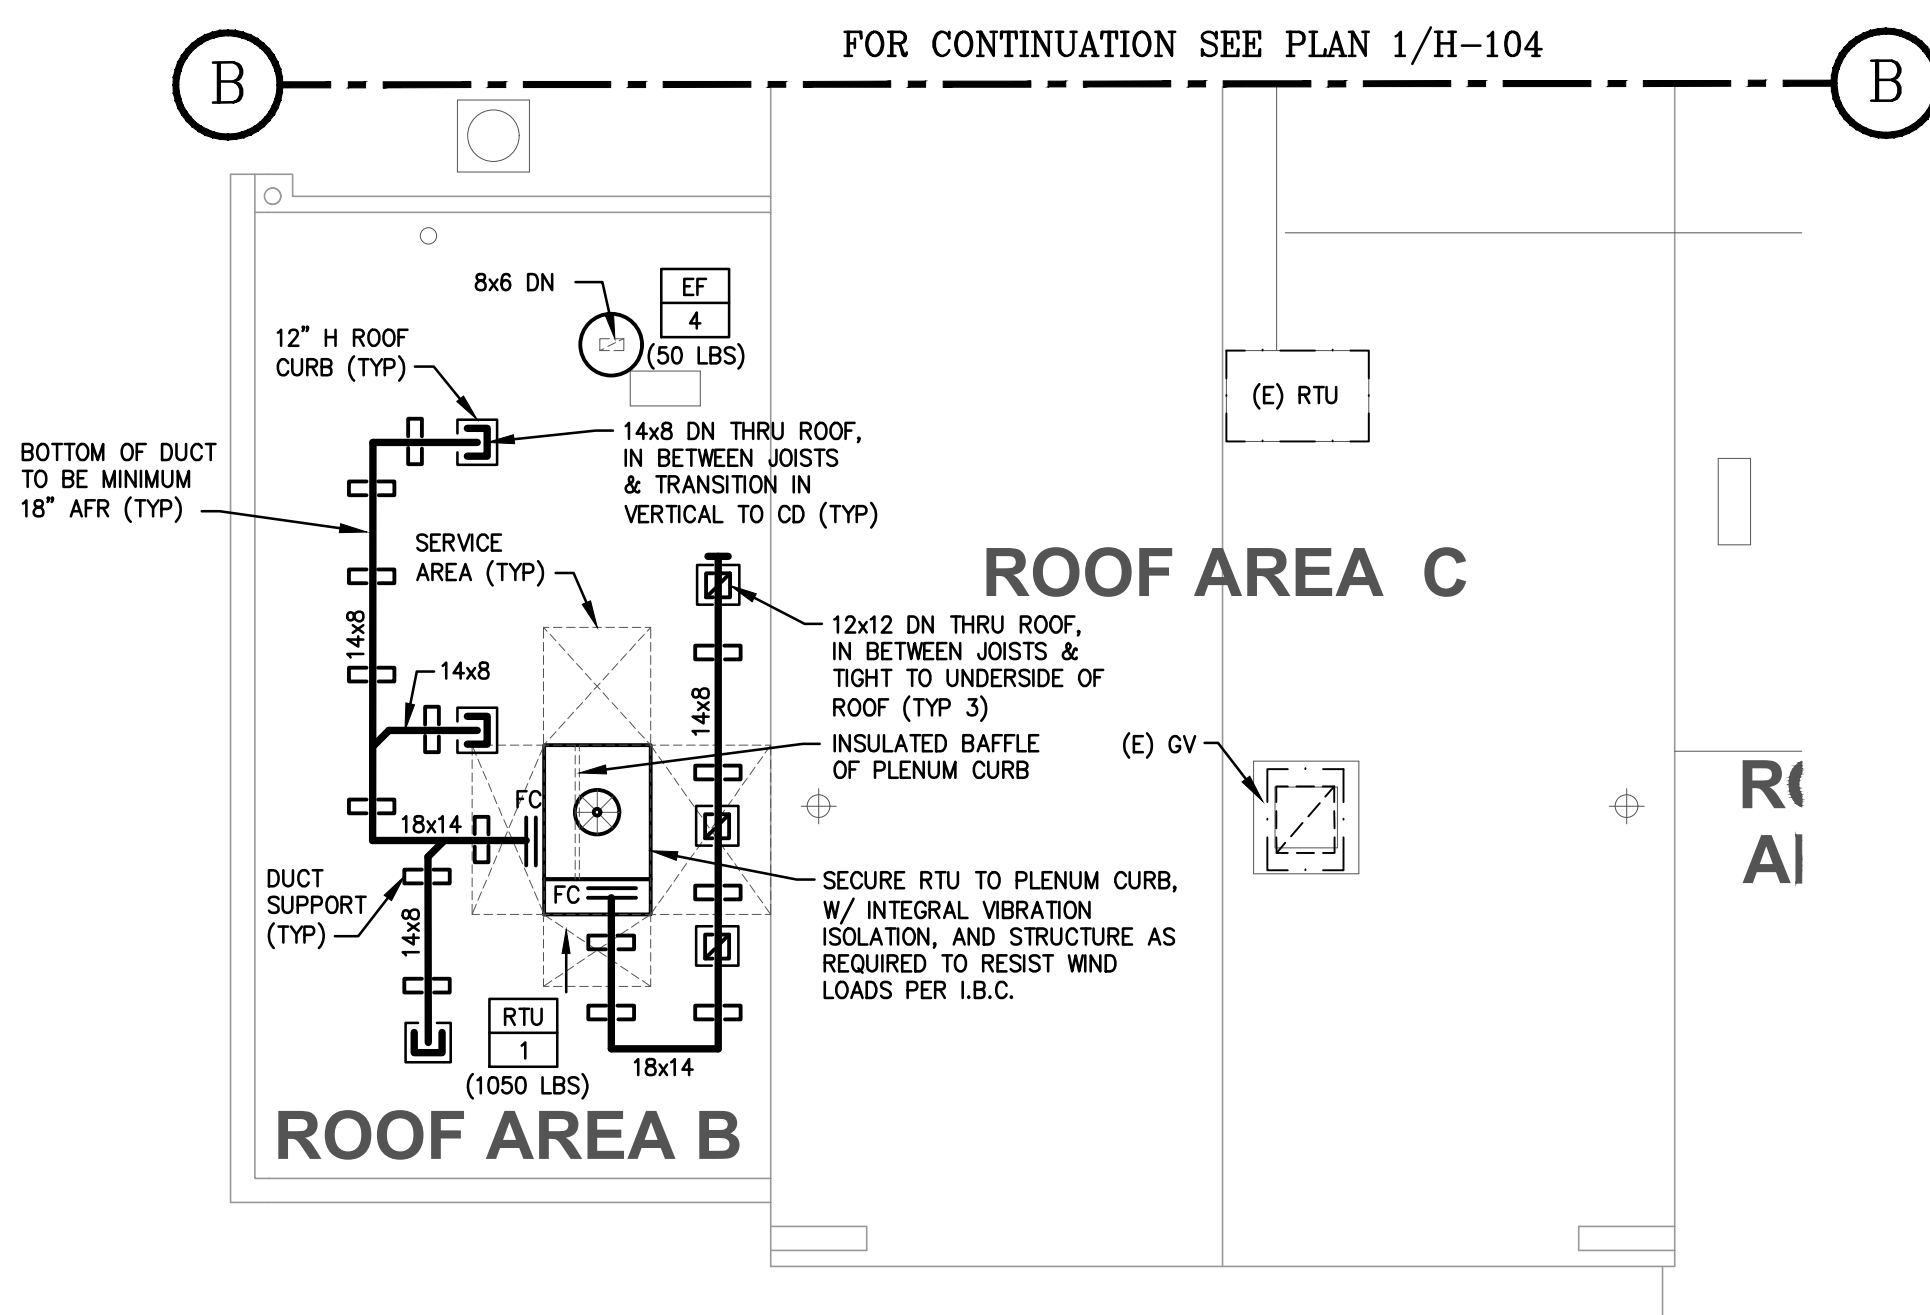 FOR CONTINUATION SEE PLAN 1/H-104
B
B
8x6 DN
EF
4
(50 LBS)
12" H ROOF
CURB (TYP)
(E) RTU
BOTTOM OF DUCT
TO BE MINIMUM
18" AFR (TYP)
14x8 DN THRU ROOF,
IN BETWEEN JOISTS
& TRANSITION IN
VERTICAL TO CD (TYP)
SERVICE
AREA (TYP)
ROOF AREA C
14x8
14x8
14x8
12x12 DN THRU ROOF,
IN BETWEEN JOISTS &
TIGHT TO UNDERSIDE OF
ROOF (TYP 3)
INSULATED BAFFLE
OF PLENUM CURB
(E) GV
FC
18x14
FC
DUCT
SUPPORT
(TYP)
14x8
SECURE RTU TO PLENUM CURB,
W/ INTEGRAL VIBRATION
ISOLATION, AND STRUCTURE AS
REQUIRED TO RESIST WIND
LOADS PER I.B.C.
RTU
1
(1050 LBS)
18x14
ROOF AREA B